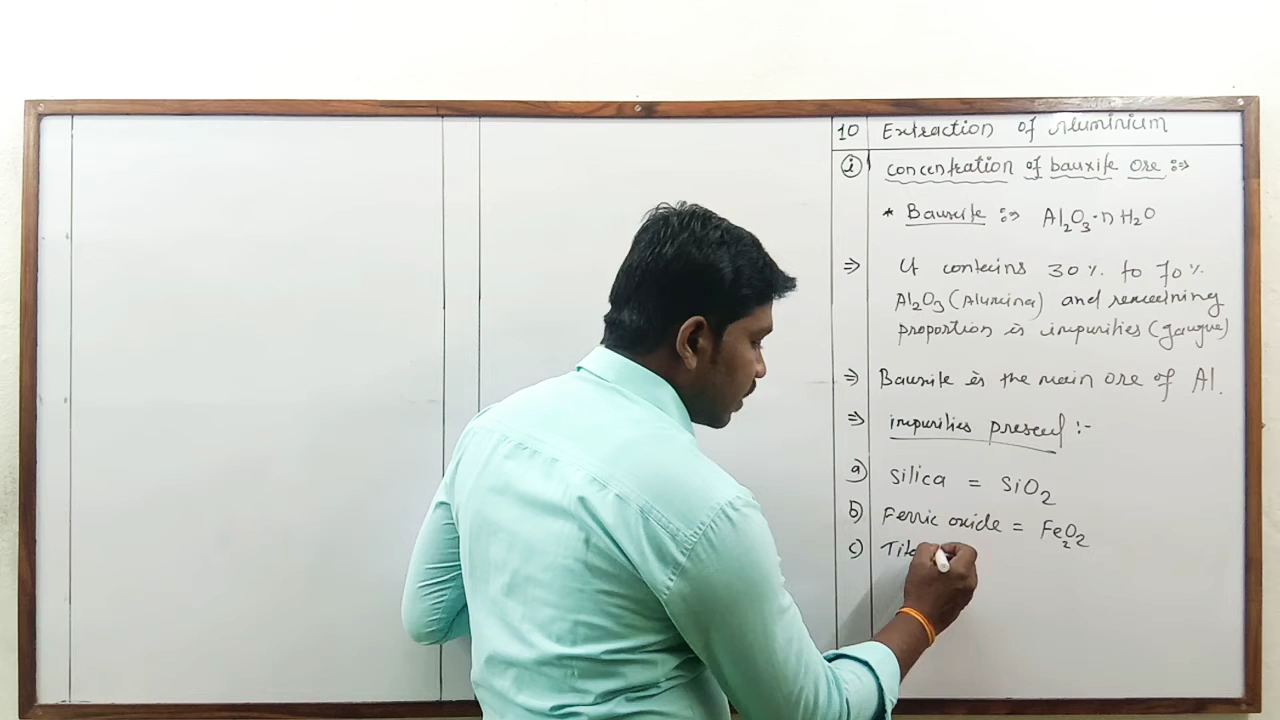 10 Extraction of Aluminium
i concentration of bauxite ore :⇒
* Bauxite :⇒ Al₂O₃·nH₂O
⇒ It contains 30% to 70%
Al₂O₃ (Alumina) and remaining
proportion is impurities (gangue)
⇒ Bauxite is the main ore of Al.
⇒ impurities present :-
a) Silica = SiO₂
b) Ferric oxide = Fe₂O₂
c) Tit